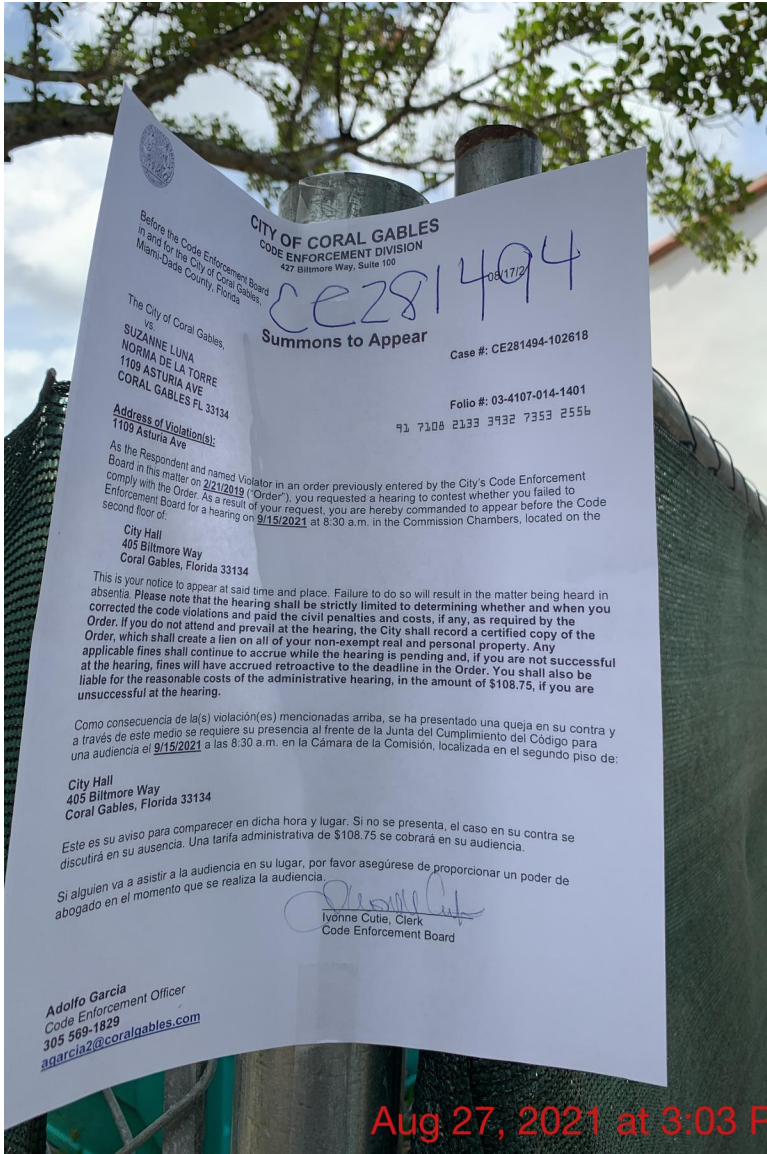 CITY OF CORAL GABLES
CODE ENFORCEMENT DIVISION
427 Biltmore Way, Suite 100
Before the Code Enforcement Board
in and for the City of Coral Gables,
Miami-Dade County, Florida
CE281494
08/17/2
The City of Coral Gables,
vs.
SUZANNE LUNA
NORMA DE LA TORRE
1109 ASTURIA AVE
CORAL GABLES FL 33134
Summons to Appear
Case #: CE281494-102618
Folio #: 03-4107-014-1401
91 7108 2133 3932 7353 2556
Address of Violation(s):
1109 Asturia Ave
As the Respondent and named Violator in an order previously entered by the City's Code Enforcement
Board in this matter on 2/21/2019 ("Order"), you requested a hearing to contest whether you failed to
comply with the Order. As a result of your request, you are hereby commanded to appear before the Code
Enforcement Board for a hearing on 9/15/2021 at 8:30 a.m. in the Commission Chambers, located on the
second floor of:
City Hall
405 Biltmore Way
Coral Gables, Florida 33134
This is your notice to appear at said time and place. Failure to do so will result in the matter being heard in
absentia. Please note that the hearing shall be strictly limited to determining whether and when you
corrected the code violations and paid the civil penalties and costs, if any, as required by the
Order. If you do not attend and prevail at the hearing, the City shall record a certified copy of the
Order, which shall create a lien on all of your non-exempt real and personal property. Any
applicable fines shall continue to accrue while the hearing is pending and, if you are not successful
at the hearing, fines will have accrued retroactive to the deadline in the Order. You shall also be
liable for the reasonable costs of the administrative hearing, in the amount of $108.75, if you are
unsuccessful at the hearing.
Como consecuencia de la(s) violación(es) mencionadas arriba, se ha presentado una queja en su contra y
a través de este medio se requiere su presencia al frente de la Junta del Cumplimiento del Código para
una audiencia el 9/15/2021 a las 8:30 a.m. en la Cámara de la Comisión, localizada en el segundo piso de:
City Hall
405 Biltmore Way
Coral Gables, Florida 33134
Este es su aviso para comparecer en dicha hora y lugar. Si no se presenta, el caso en su contra se
discutirá en su ausencia. Una tarifa administrativa de $108.75 se cobrará en su audiencia.
Si alguien va a asistir a la audiencia en su lugar, por favor asegúrese de proporcionar un poder de
abogado en el momento que se realiza la audiencia.
Ivonne Cutie, Clerk
Code Enforcement Board
Adolfo Garcia
Code Enforcement Officer
305 569-1829
agarcia2@coralgables.com
Aug 27, 2021 at 3:03 P